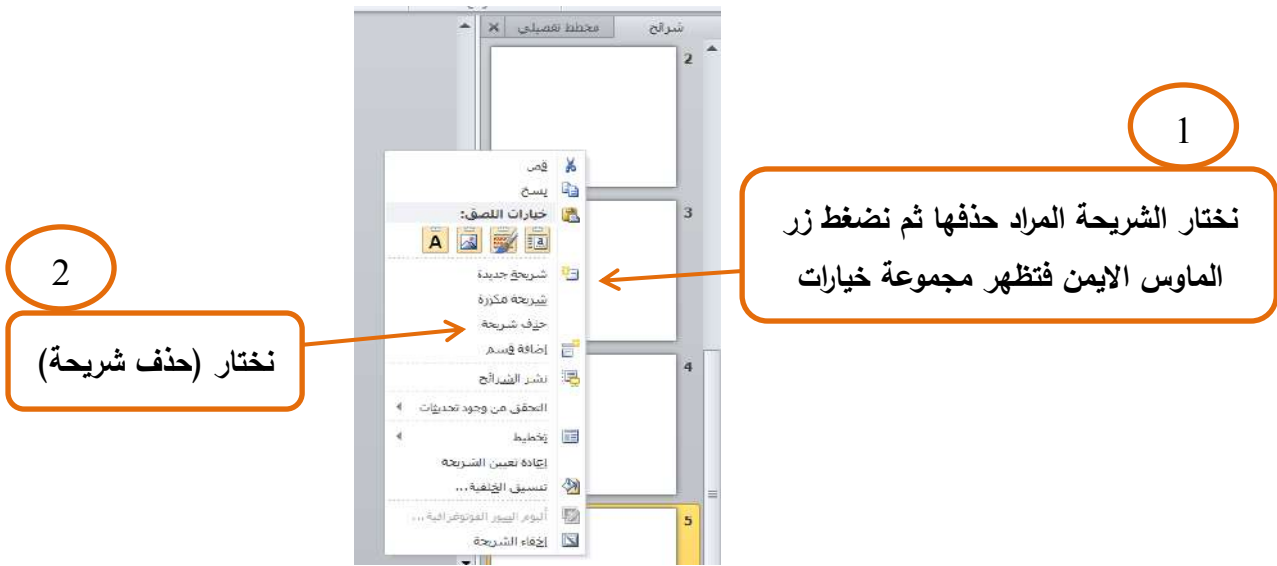 شرائح
مخطط تفصيلي
2
3
4
5
قص
نسخ
خيارات اللصق:
A
a
شريحة جديدة
شريحة مكررة
حذف شريحة
إضافة قسم
نشر الشرائح
التحقق من وجود تحديثات
تخطيط
إعادة تعيين الشريحة
تنسيق الخلفية...
ألبوم الصور الفوتوغرافية...
إخفاء الشريحة
1
نختار الشريحة المراد حذفها ثم نضغط زر
الماوس الايمن فتظهر مجموعة خيارات
2
نختار (حذف شريحة)